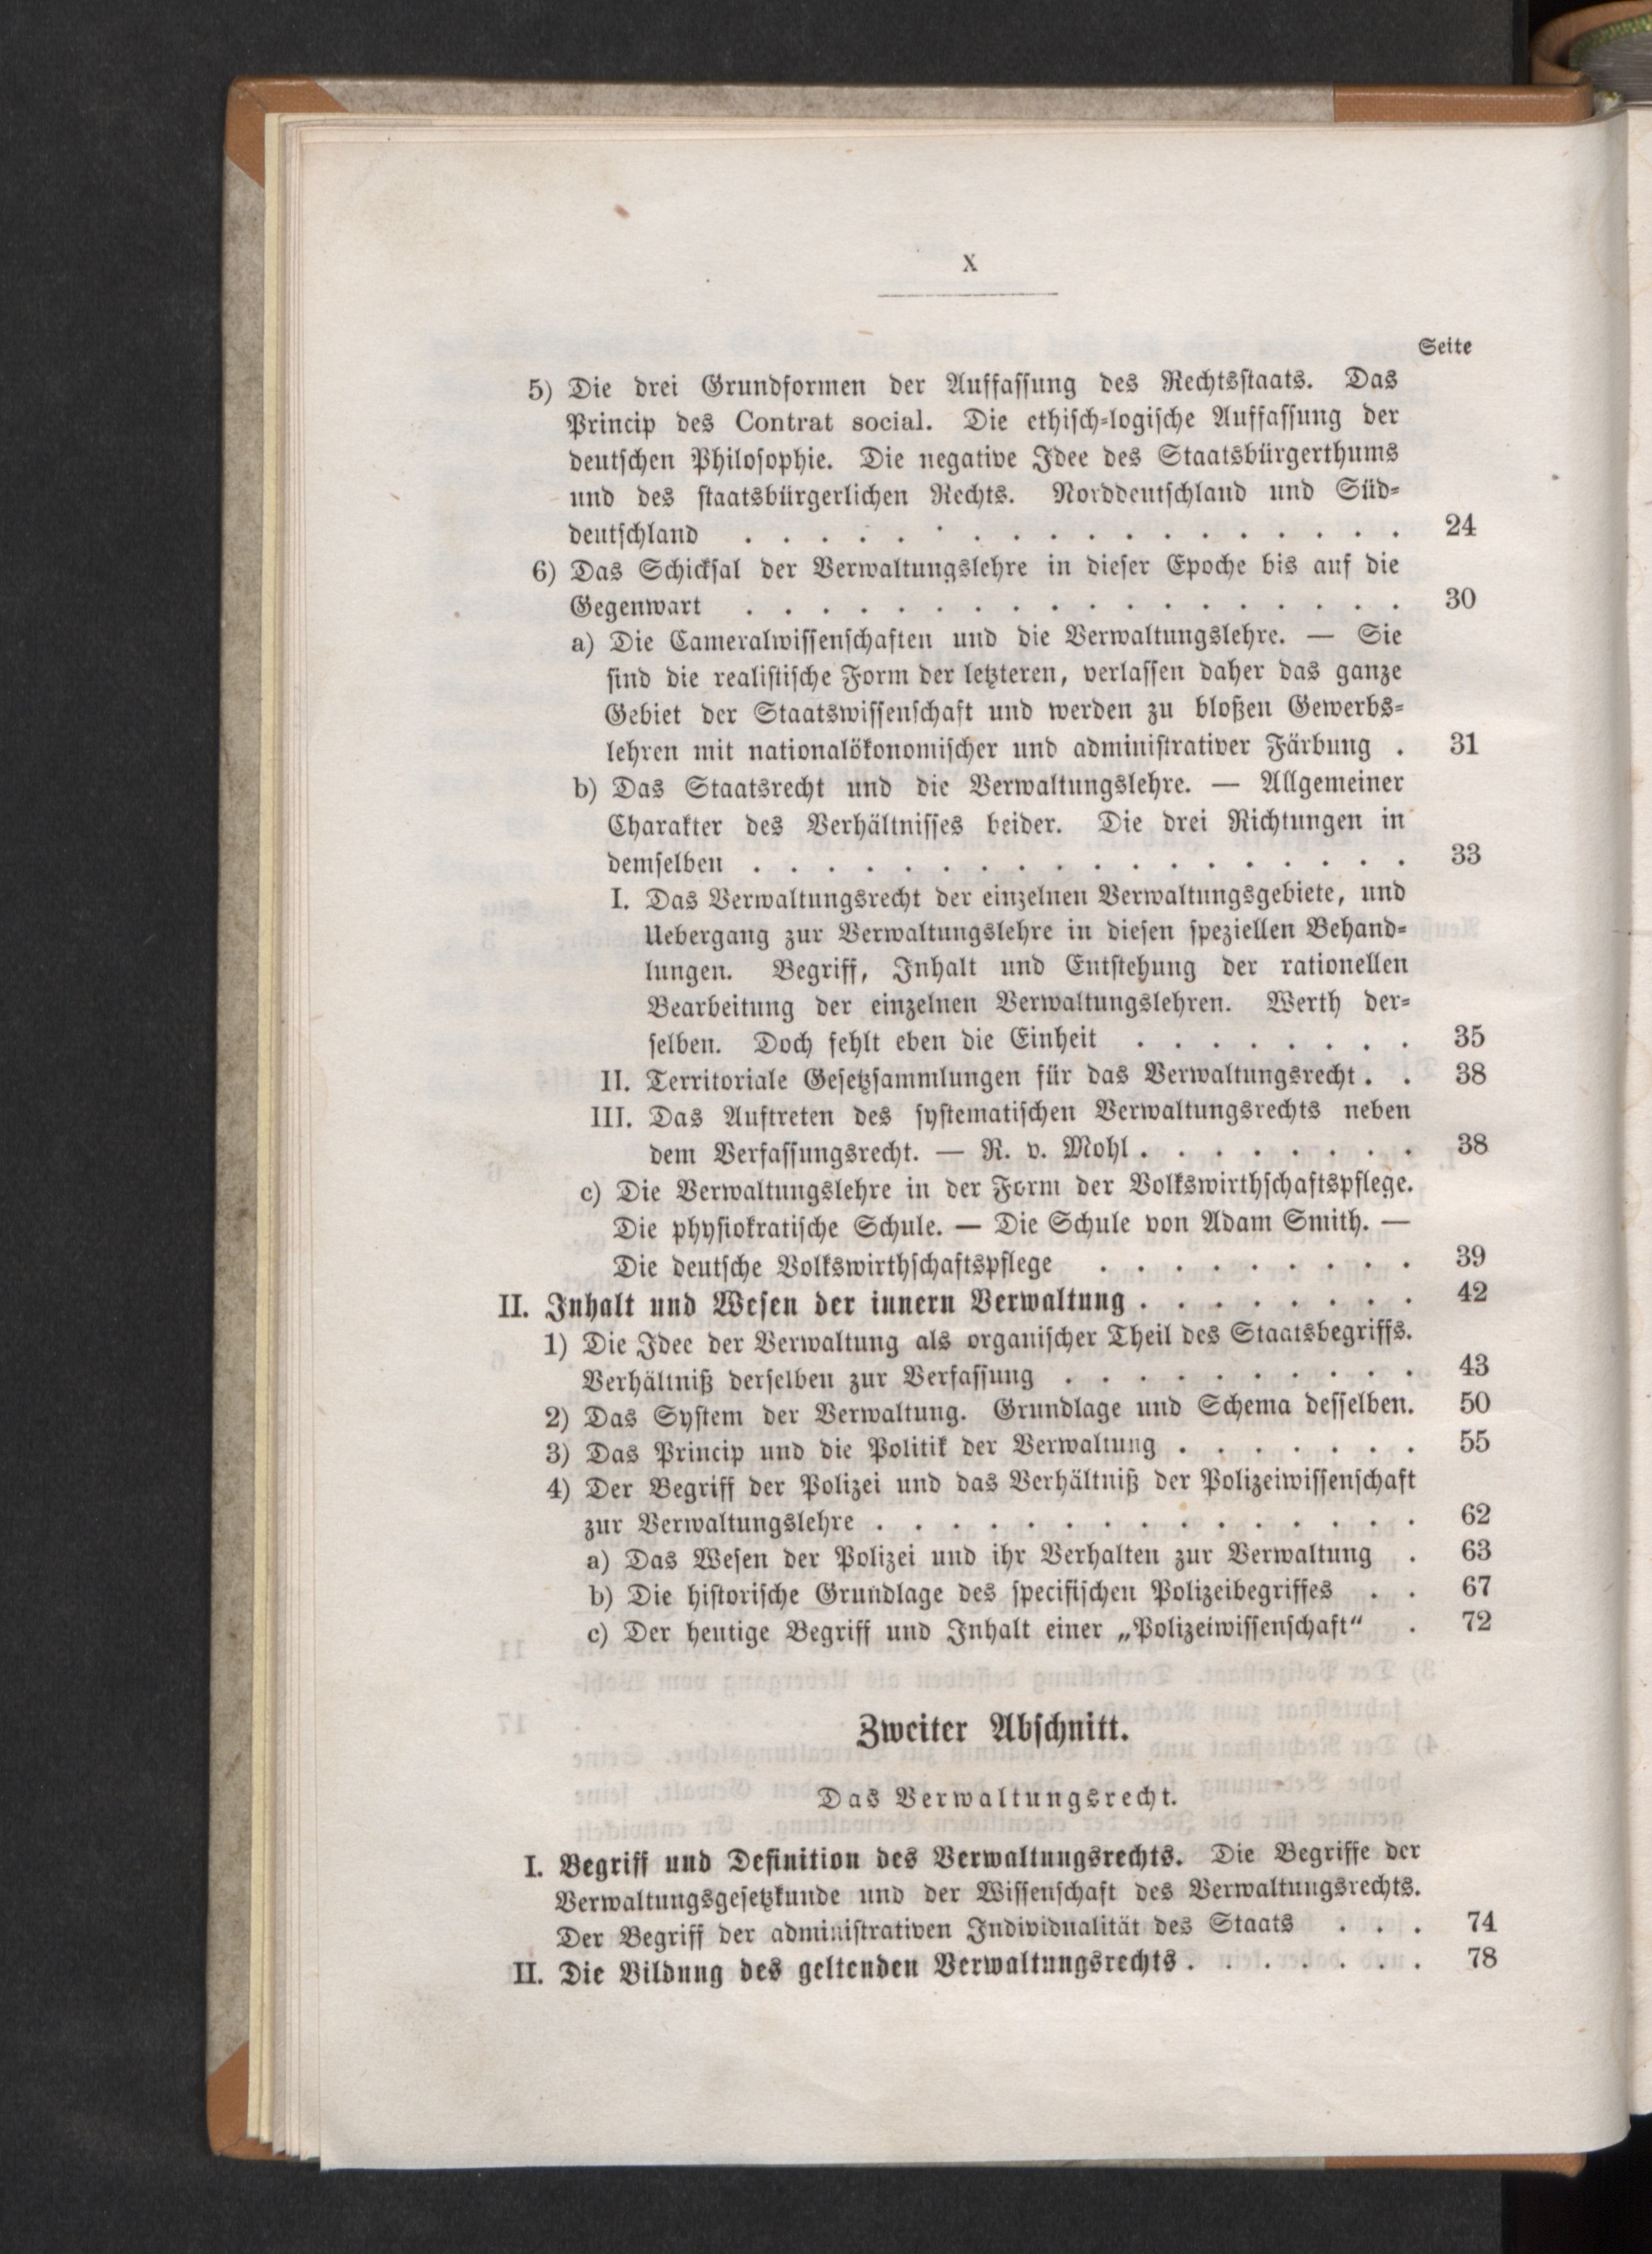 X
Seite
5) Die drei Grundformen der Auffassung des Rechtsstaats. Das
Princip des Contrat social. Die ethisch-logische Auffassung der
deutschen Philosophie. Die negative Idee des Staatsbürgerthums
und des staatsbürgerlichen Rechts. Norddeutschland und Süd-
deutschland . . . . . . . . . . . . . . . . . . 24
6) Das Schicksal der Verwaltungslehre in dieser Epoche bis auf die
Gegenwart . . . . . . . . . . . . . . . . . . 30
a) Die Cameralwissenschaften und die Verwaltungslehre. — Sie
sind die realistische Form der letzteren, verlassen daher das ganze
Gebiet der Staatswissenschaft und werden zu bloßen Gewerbs-
lehren mit nationalökonomischer und administrativer Färbung . 31
b) Das Staatsrecht und die Verwaltungslehre. — Allgemeiner
Charakter des Verhältnisses beider. Die drei Richtungen in
demselben . . . . . . . . . . . . . . . . . . 33
I. Das Verwaltungsrecht der einzelnen Verwaltungsgebiete, und
Uebergang zur Verwaltungslehre in diesen speziellen Behand-
lungen. Begriff, Inhalt und Entstehung der rationellen
Bearbeitung der einzelnen Verwaltungslehren. Werth der-
selben. Doch fehlt eben die Einheit . . . . . . . . 35
II. Territoriale Gesetzsammlungen für das Verwaltungsrecht . . 38
III. Das Auftreten des systematischen Verwaltungsrechts neben
dem Verfassungsrecht. — R. v. Mohl . . . . . . . . 38
c) Die Verwaltungslehre in der Form der Volkswirthschaftspflege.
Die physiokratische Schule. — Die Schule von Adam Smith. —
Die deutsche Volkswirthschaftspflege . . . . . . . . . 39
II. Inhalt und Wesen der innern Verwaltung . . . . . . . . 42
1) Die Idee der Verwaltung als organischer Theil des Staatsbegriffs.
Verhältniß derselben zur Verfassung . . . . . . . . . . 43
2) Das System der Verwaltung. Grundlage und Schema desselben. 50
3) Das Princip und die Politik der Verwaltung . . . . . . . 55
4) Der Begriff der Polizei und das Verhältniß der Polizeiwissenschaft
zur Verwaltungslehre . . . . . . . . . . . . . . . 62
a) Das Wesen der Polizei und ihr Verhalten zur Verwaltung . 63
b) Die historische Grundlage des specifischen Polizeibegriffes . . 67
c) Der heutige Begriff und Inhalt einer „Polizeiwissenschaft“ . 72
Zweiter Abschnitt.
Das Verwaltungsrecht.
I. Begriff und Definition des Verwaltungsrechts. Die Begriffe der
Verwaltungsgesetzkunde und der Wissenschaft des Verwaltungsrechts.
Der Begriff der administrativen Individualität des Staats . . . 74
II. Die Bildung des geltenden Verwaltungsrechts . . . . . . . 78